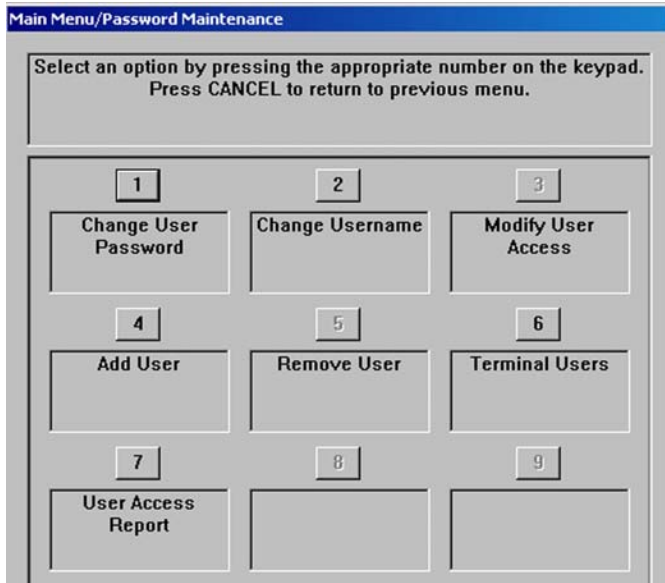 Main Menu/Password Maintenance
Select an option by pressing the appropriate number on the keypad.
Press CANCEL to return to previous menu.
1 2 3
Change User Password
Change Username
Modify User Access
4 5 6
Add User
Remove User
Terminal Users
7 8 9
User Access Report